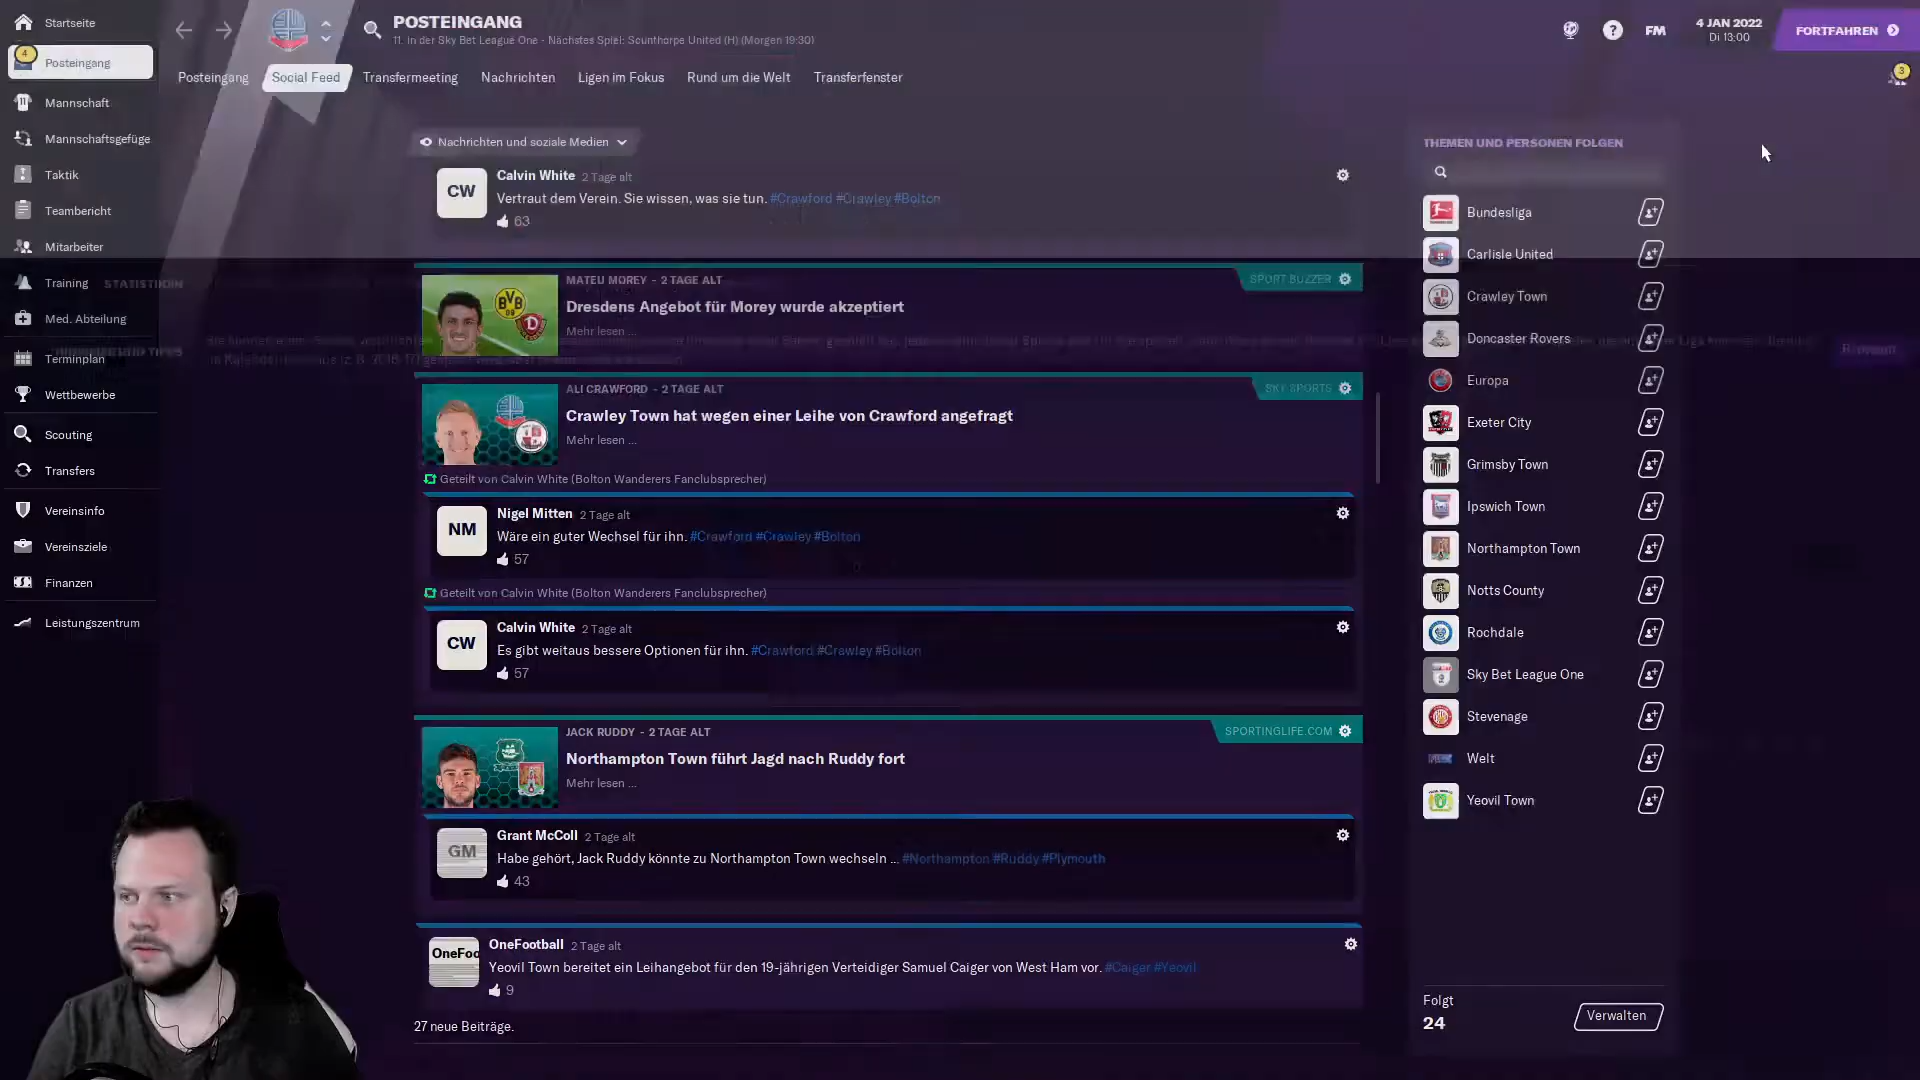 Startseite
4
Posteingang
Mannschaft
Mannschaftsgefüge
Taktik
Teambericht
Mitarbeiter
Training
Med. Abteilung
Terminplan
Wettbewerbe
Scouting
Transfers
Vereinsinfo
Vereinsziele
Finanzen
Leistungszentrum
POSTEINGANG
11. in der Sky Bet League One - Nächstes Spiel: Scunthorpe United (H) (Morgen 19:30)
FM
4 JAN 2022
Di 13:00
FORTFAHREN
3
Posteingang Social Feed Transfermeeting Nachrichten Ligen im Fokus Rund um die Welt Transferfenster
Nachrichten und soziale Medien
CW
Calvin White 2 Tage alt
Vertraut dem Verein. Sie wissen, was sie tun. #Crawford #Crawley #Bolton
63
MATEU MOREY - 2 TAGE ALT
SPORT BUZZER
Dresdens Angebot für Morey wurde akzeptiert
Mehr lesen ...
ALI CRAWFORD - 2 TAGE ALT
SKY SPORTS
Crawley Town hat wegen einer Leihe von Crawford angefragt
Mehr lesen ...
Geteilt von Calvin White (Bolton Wanderers Fanclubsprecher)
NM
Nigel Mitten 2 Tage alt
Wäre ein guter Wechsel für ihn. #Crawford #Crawley #Bolton
57
Geteilt von Calvin White (Bolton Wanderers Fanclubsprecher)
CW
Calvin White 2 Tage alt
Es gibt weitaus bessere Optionen für ihn. #Crawford #Crawley #Bolton
57
JACK RUDDY - 2 TAGE ALT
SPORTINGLIFE.COM
Northampton Town führt Jagd nach Ruddy fort
Mehr lesen ...
GM
Grant McColl 2 Tage alt
Habe gehört, Jack Ruddy könnte zu Northampton Town wechseln ... #Northampton #Ruddy #Plymouth
43
OneFoo
OneFootball 2 Tage alt
Yeovil Town bereitet ein Leihangebot für den 19-jährigen Verteidiger Samuel Caiger von West Ham vor. #Caiger #Yeovil
9
27 neue Beiträge.
THEMEN UND PERSONEN FOLGEN
Bundesliga
Carlisle United
Crawley Town
Doncaster Rovers
Europa
Exeter City
Grimsby Town
Ipswich Town
Northampton Town
Notts County
Rochdale
Sky Bet League One
Stevenage
Welt
Yeovil Town
Folgt
24
Verwalten
STATISTIKEN